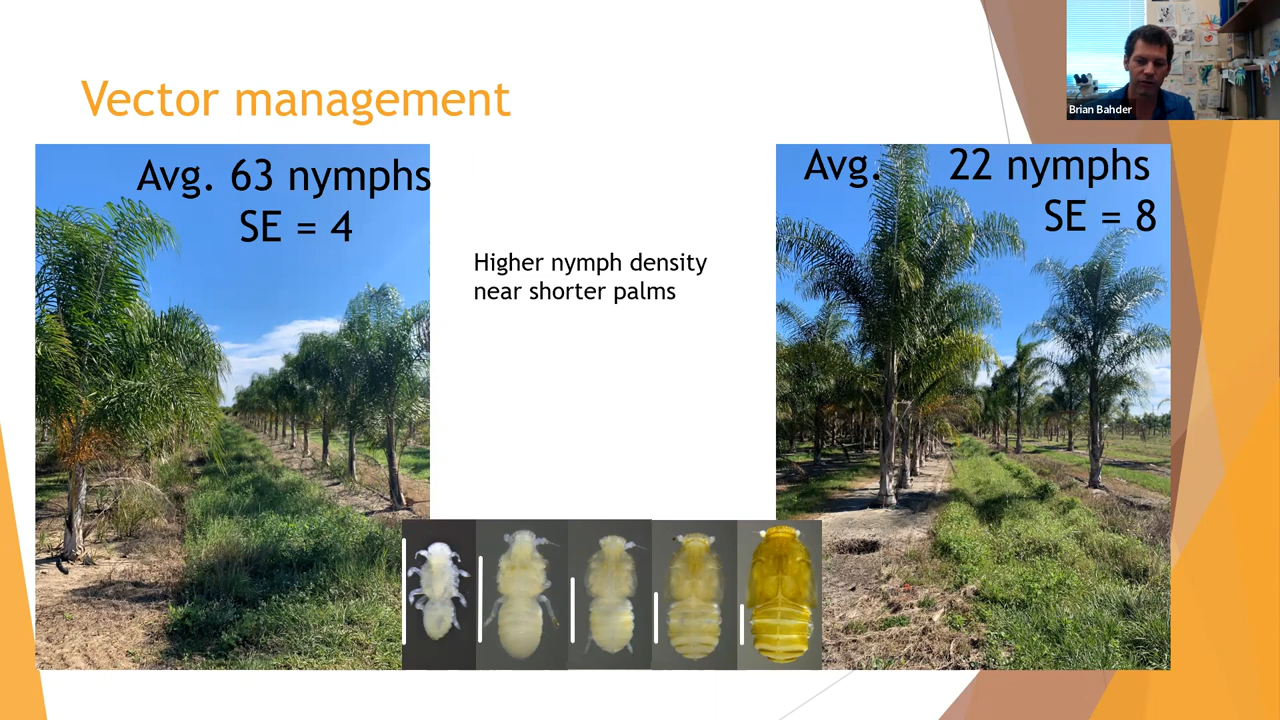 Vector management
Brian Bahder
Avg. 63 nymphs
SE = 4
Higher nymph density
near shorter palms
Avg. 22 nymphs
SE = 8